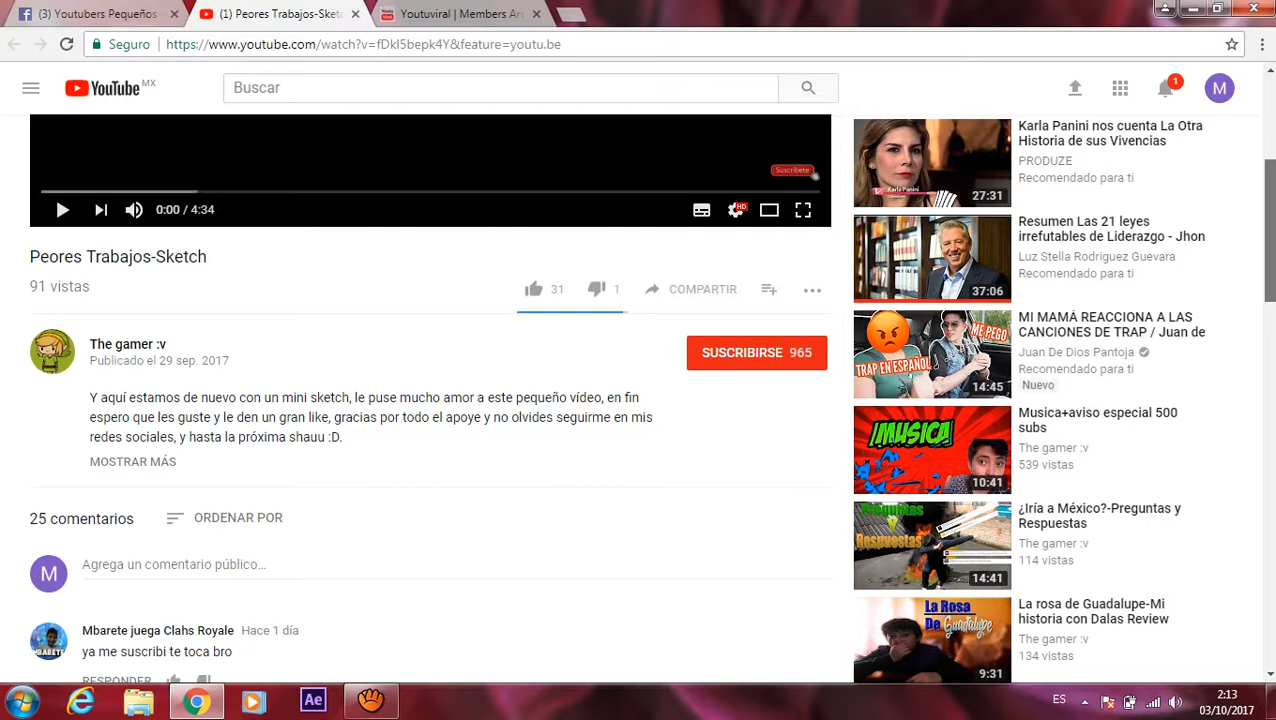 (3) Youtubers Pequeños
(1) Peores Trabajos-Sket
Youtuviral | Membresia
Seguro https://www.youtube.com/watch?v=fDkI5bepk4Y&feature=youtu.be
YouTube MX
Buscar
1
M
Suscríbete
0:00 / 4:34
HD
Peores Trabajos-Sketch
91 vistas
31
1
COMPARTIR
The gamer :v
Publicado el 29 sep. 2017
SUSCRIBIRSE 965
Y aquí estamos de nuevo con un mini sketch, le puse mucho amor a este pequeño vídeo, en fin
espero que les guste y le den un gran like, gracias por todo el apoye y no olvides seguirme en mis
redes sociales, y hasta la próxima shauu :D.
MOSTRAR MÁS
25 comentarios
ORDENAR POR
M
Agrega un comentario público...
MBARETE
Mbarete juega Clahs Royale Hace 1 día
ya me suscribi te toca bro
RESPONDER
Karla Panini
27:31
Karla Panini nos cuenta La Otra
Historia de sus Vivencias
PRODUZE
Recomendado para ti
37:06
Resumen Las 21 leyes
irrefutables de Liderazgo - Jhon
Luz Stella Rodriguez Guevara
Recomendado para ti
ME PEGO
TRAP EN ESPAÑOL
14:45
MI MAMÁ REACCIONA A LAS
CANCIONES DE TRAP / Juan de
Juan De Dios Pantoja
Recomendado para ti
Nuevo
¡MUSICA
10:41
Musica+aviso especial 500
subs
The gamer :v
539 vistas
Preguntas
Y
Respuestas
14:41
¿Iría a México?-Preguntas y
Respuestas
The gamer :v
114 vistas
La Rosa
De Guadalupe
9:31
La rosa de Guadalupe-Mi
historia con Dalas Review
The gamer :v
134 vistas
Ae
ES
2:13
03/10/2017